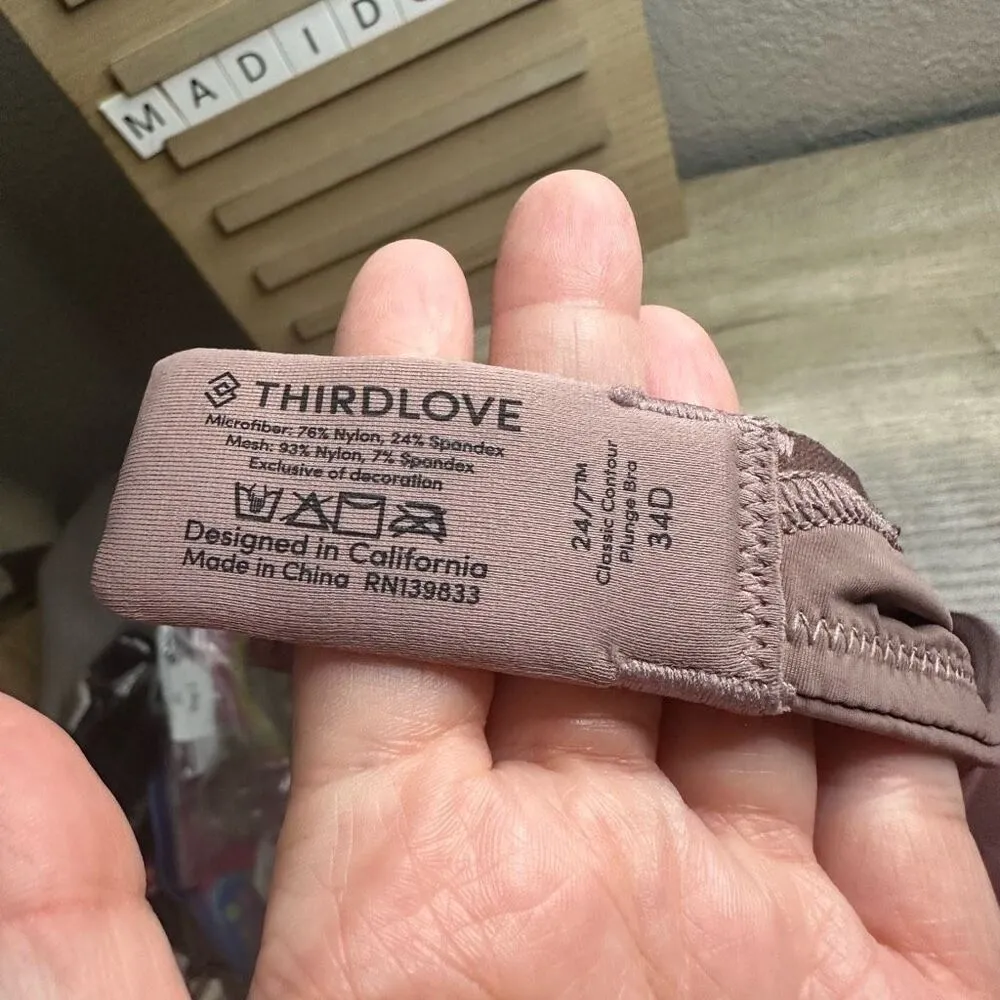 MADID
THIRDLOVE
Microfiber: 76% Nylon, 24% Spandex
Mesh: 93% Nylon, 7% Spandex
Exclusive of decoration
Designed in California
Made in China RN139833
24/7™
Classic Contour
Plunge Bra
34D